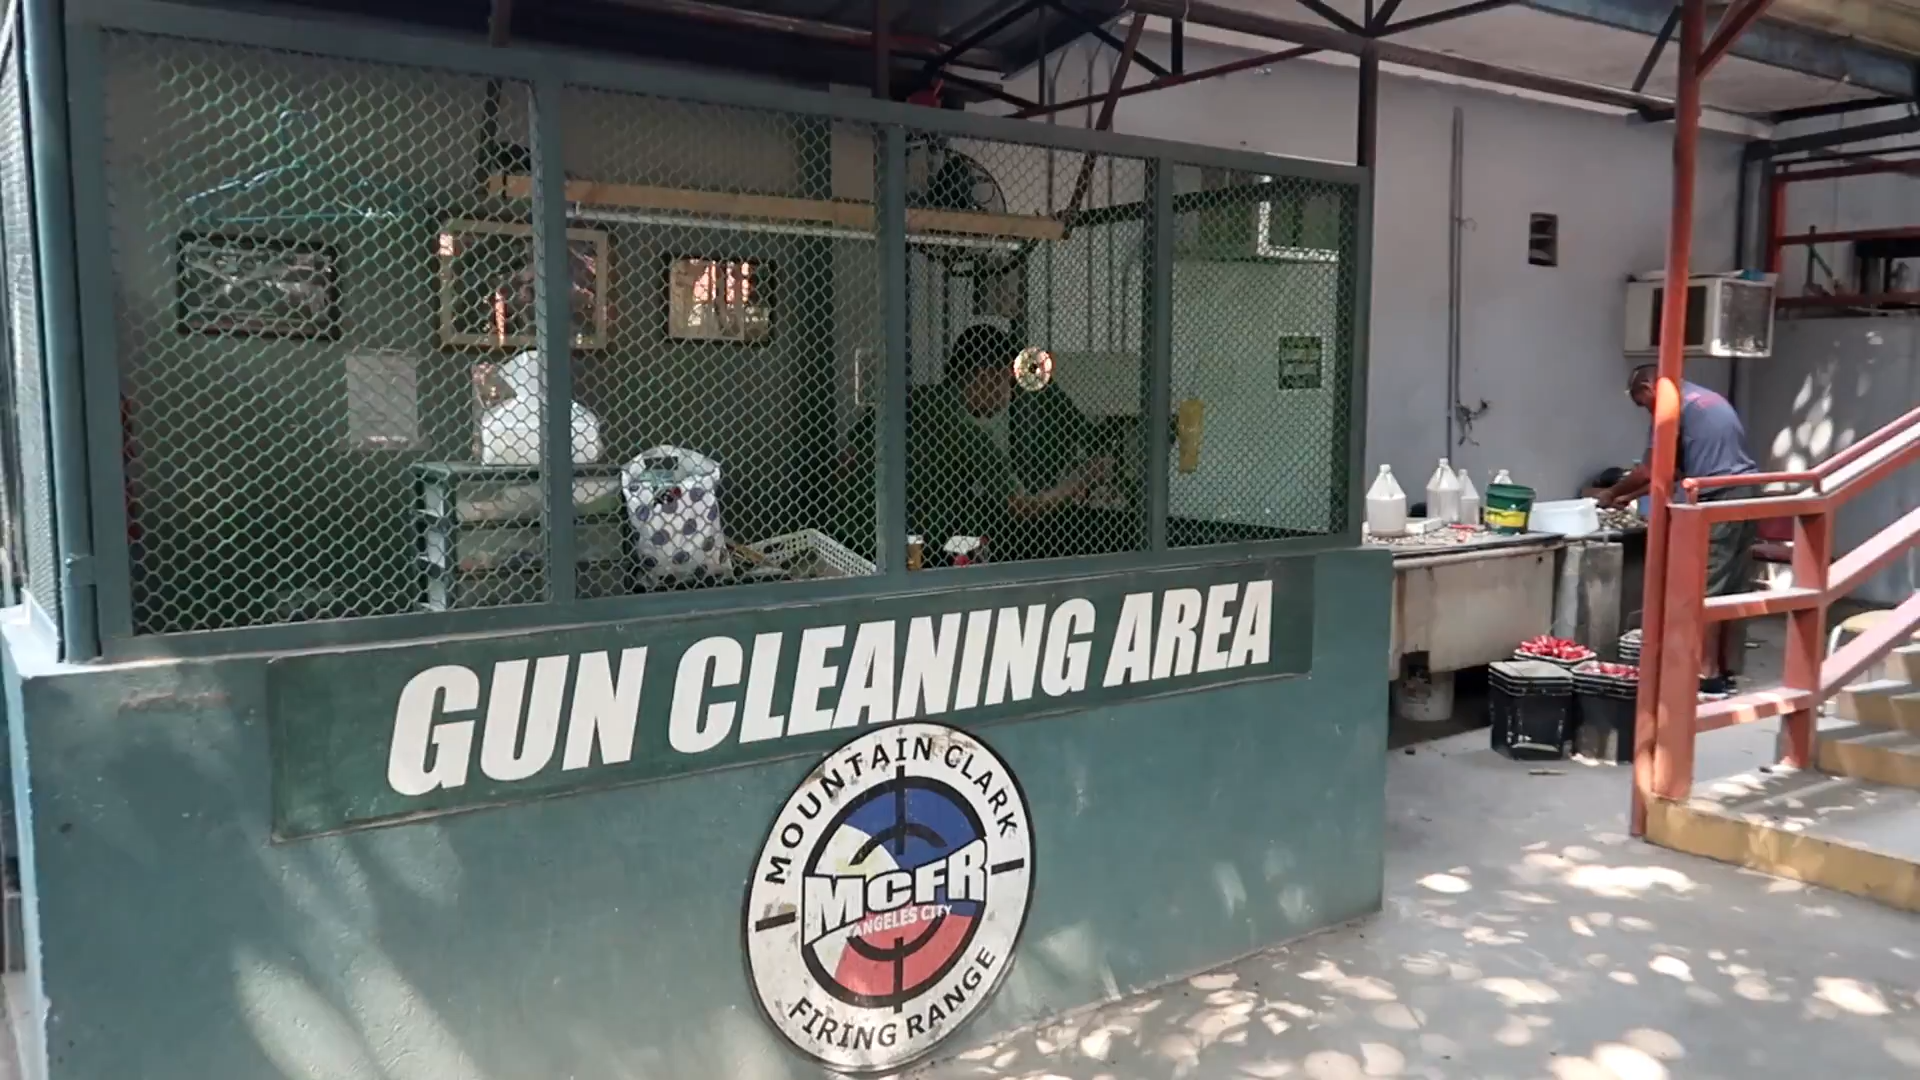 GUN CLEANING AREA
MOUNTAIN CLARK
MCFR
ANGELES CITY
FIRING RANGE